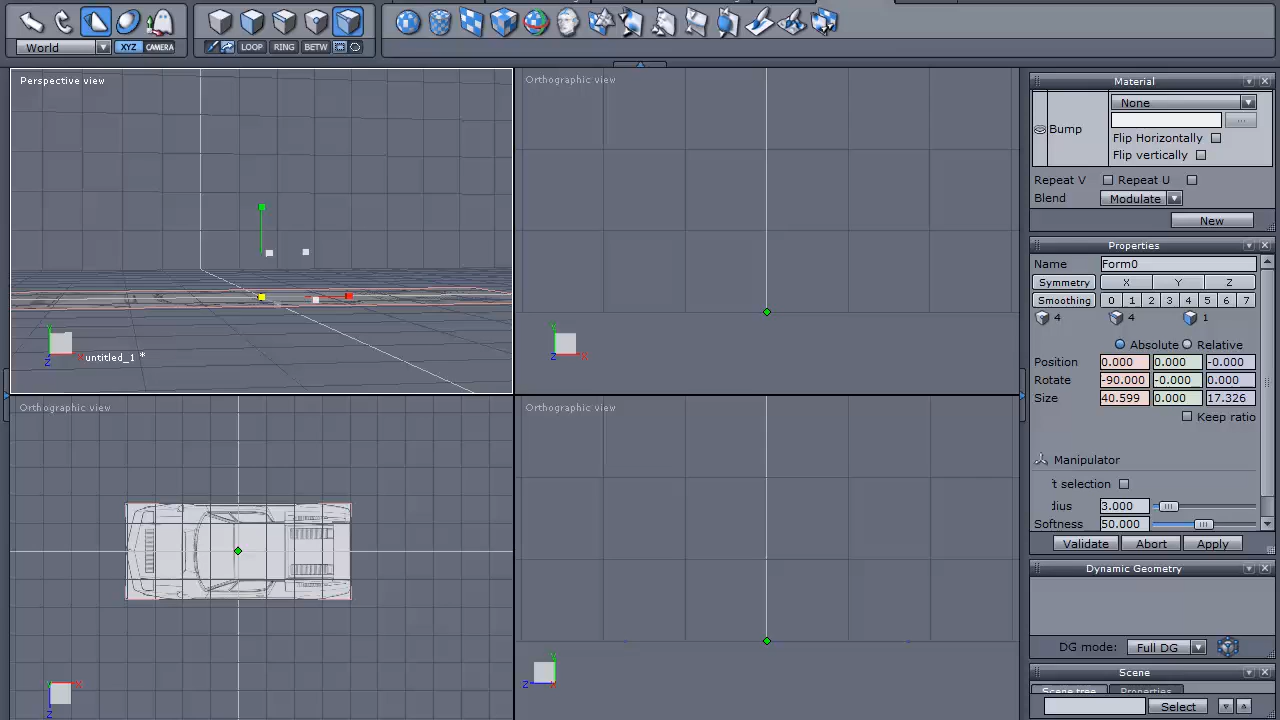 World
XYZ CAMERA
LOOP RING BETW
Perspective view
Y
X
Z
untitled_1 *
Orthographic view
Y
X
Z
Orthographic view
X
Z
Orthographic view
Y
Z
X
Material
None
Bump
...
Flip Horizontally
Flip vertically
Repeat V
Repeat U
Blend
Modulate
New
Properties
Name
Form0
Symmetry X Y Z
Smoothing 0 1 2 3 4 5 6 7
4 4 1
Absolute Relative
Position 0.000 0.000 -0.000
Rotate -90.000 -0.000 0.000
Size 40.599 0.000 17.326
Keep ratio
Manipulator
't selection
dius 3.000
Softness 50.000
Validate Abort Apply
Dynamic Geometry
DG mode: Full DG
Scene
Scene tree Properties
Select